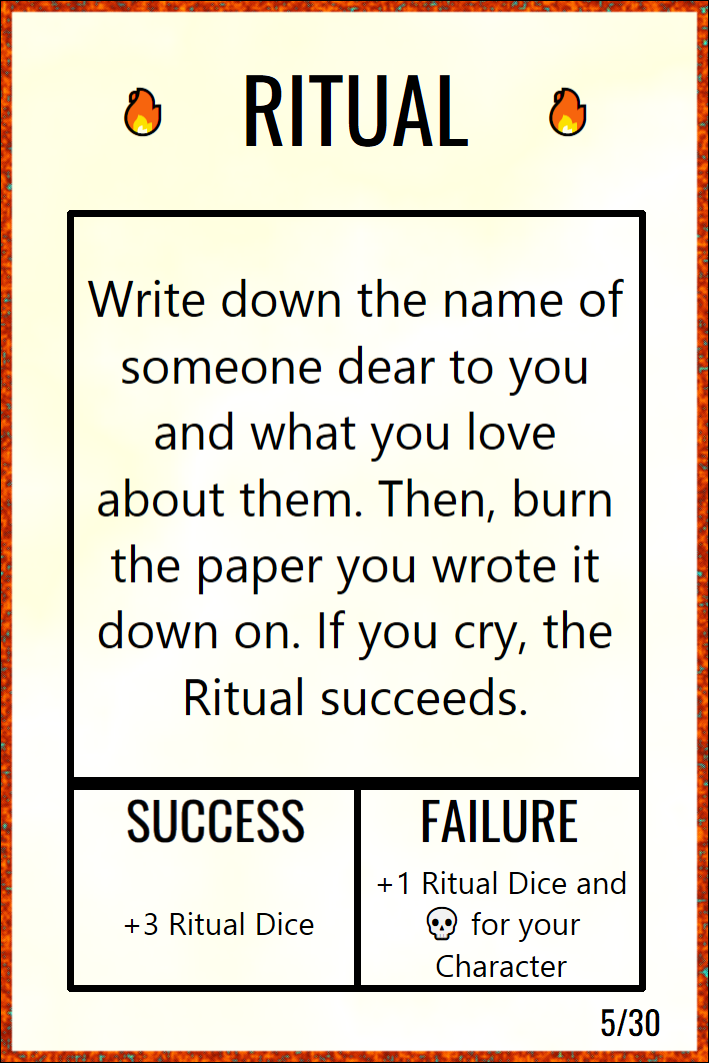 RITUAL
Write down the name of
someone dear to you
and what you love
about them. Then, burn
the paper you wrote it
down on. If you cry, the
Ritual succeeds.
SUCCESS
+3 Ritual Dice
FAILURE
+1 Ritual Dice and
💀 for your
Character
5/30